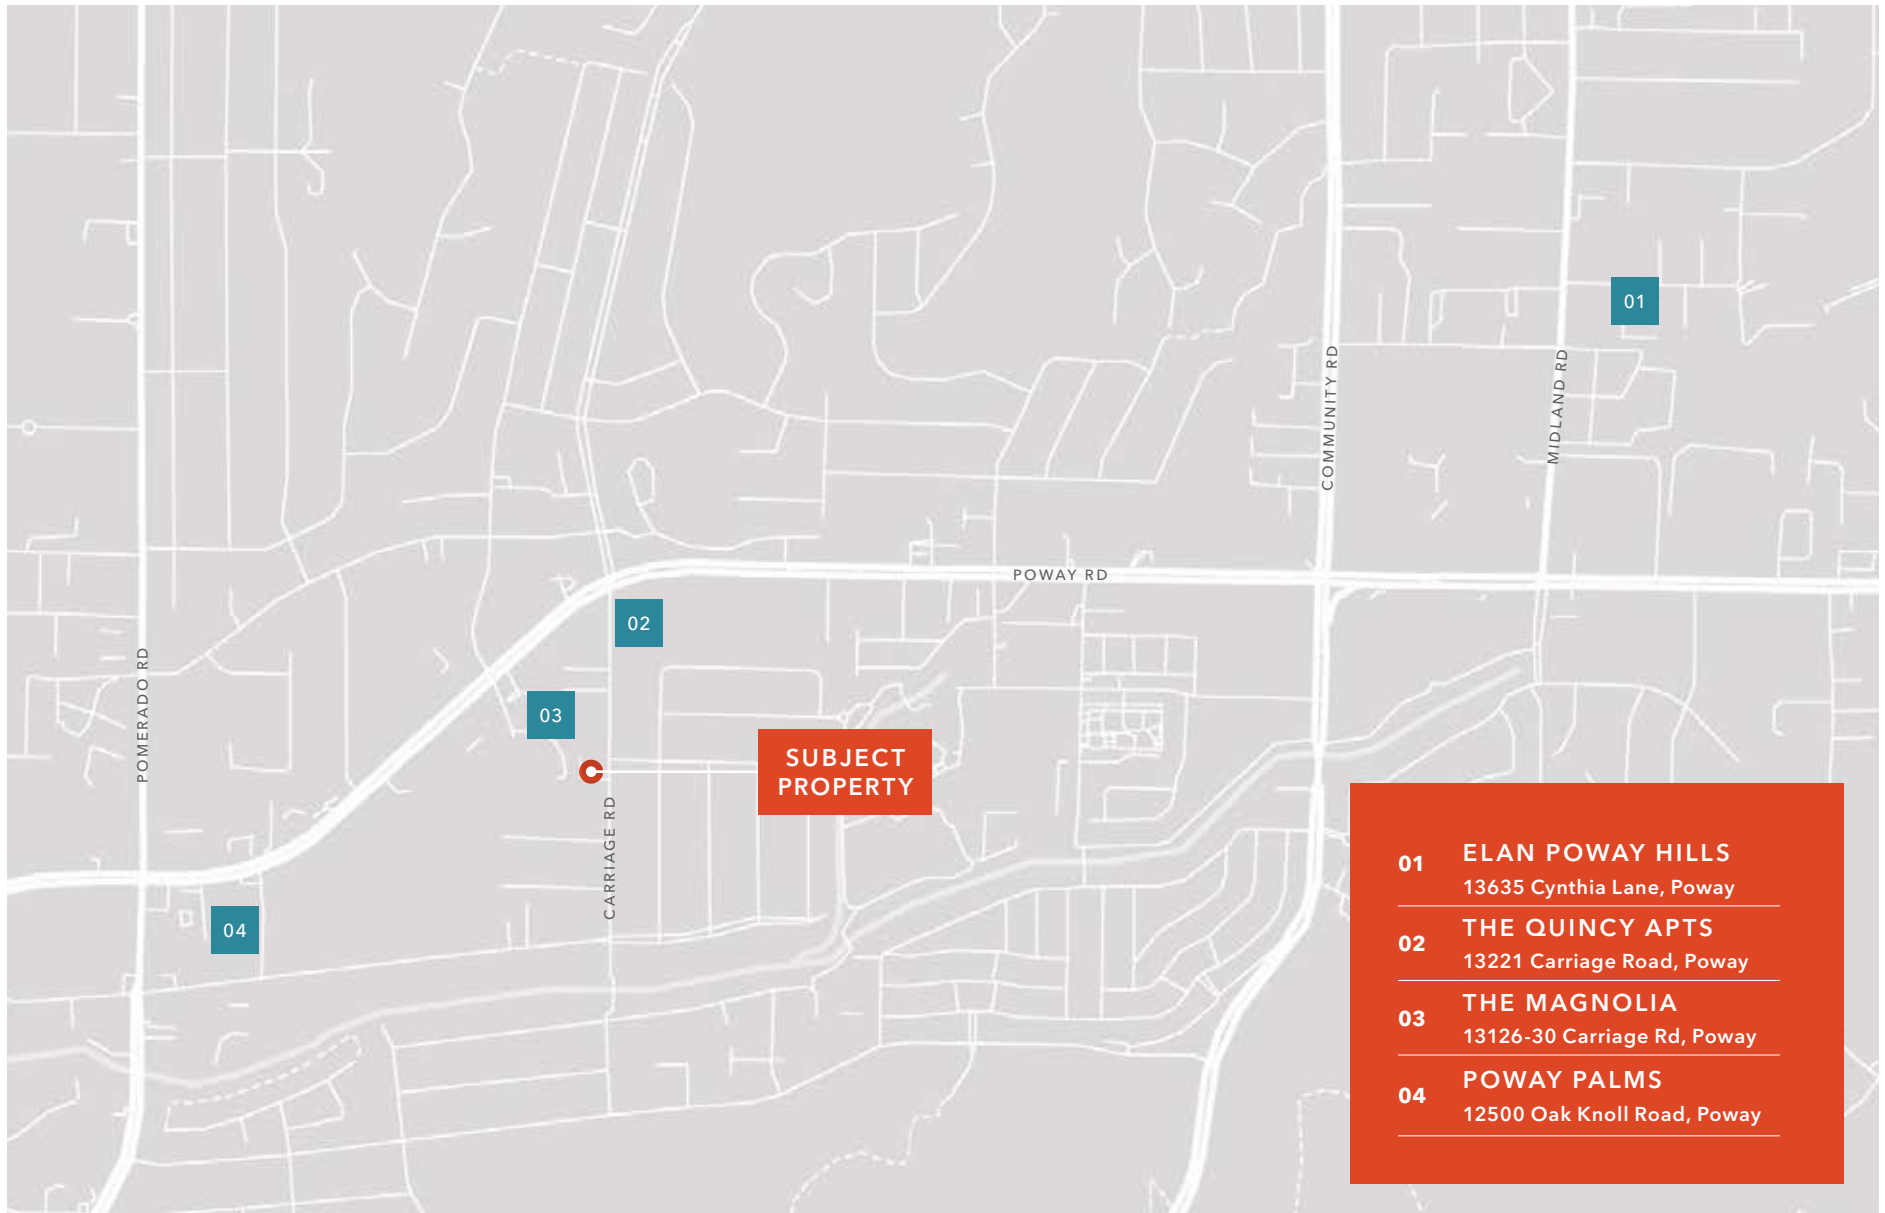 01
COMMUNITY RD
MIDLAND RD
POWAY RD
02
POMERADO RD
03
SUBJECT
PROPERTY
CARRIAGE RD
04
01
ELAN POWAY HILLS
13635 Cynthia Lane, Poway
02
THE QUINCY APTS
13221 Carriage Road, Poway
03
THE MAGNOLIA
13126-30 Carriage Rd, Poway
04
POWAY PALMS
12500 Oak Knoll Road, Poway